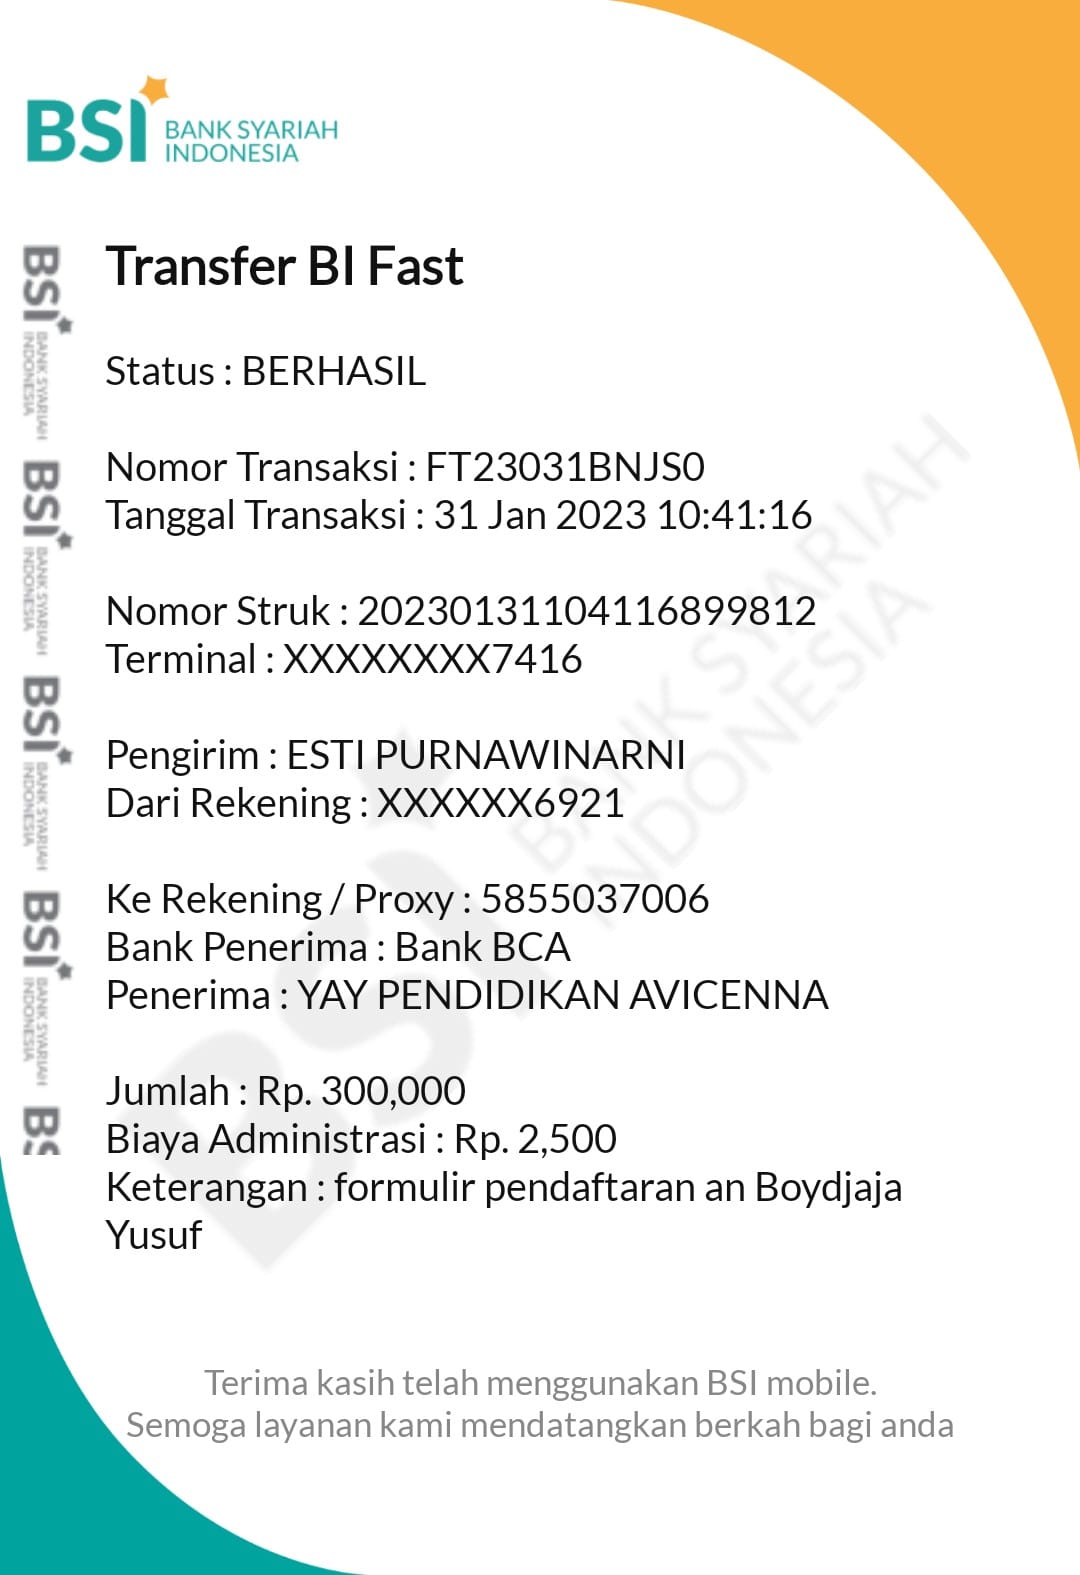 BSI BANK SYARIAH
INDONESIA
Transfer BI Fast
Status : BERHASIL
Nomor Transaksi : FT23031BNJS0
Tanggal Transaksi : 31 Jan 2023 10:41:16
Nomor Struk : 20230131104116899812
Terminal : XXXXXXXX7416
Pengirim : ESTI PURNAWINARNI
Dari Rekening : XXXXXX6921
Ke Rekening / Proxy : 5855037006
Bank Penerima : Bank BCA
Penerima : YAY PENDIDIKAN AVICENNA
Jumlah : Rp. 300,000
Biaya Administrasi : Rp. 2,500
Keterangan : formulir pendaftaran an Boydjaja
Yusuf
Terima kasih telah menggunakan BSI mobile.
Semoga layanan kami mendatangkan berkah bagi anda
BSI BANK SYARIAH
INDONESIA
BSI BANK SYARIAH
INDONESIA
BSI BANK SYARIAH
INDONESIA
BSI BANK SYARIAH
INDONESIA
BS
BSI BANK SYARIAH
INDONESIA